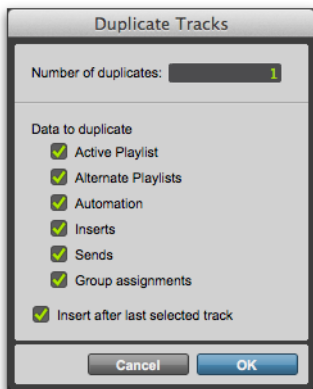 Duplicate Tracks
Number of duplicates: 1
Data to duplicate
Active Playlist
Alternate Playlists
Automation
Inserts
Sends
Group assignments
Insert after last selected track
Cancel OK